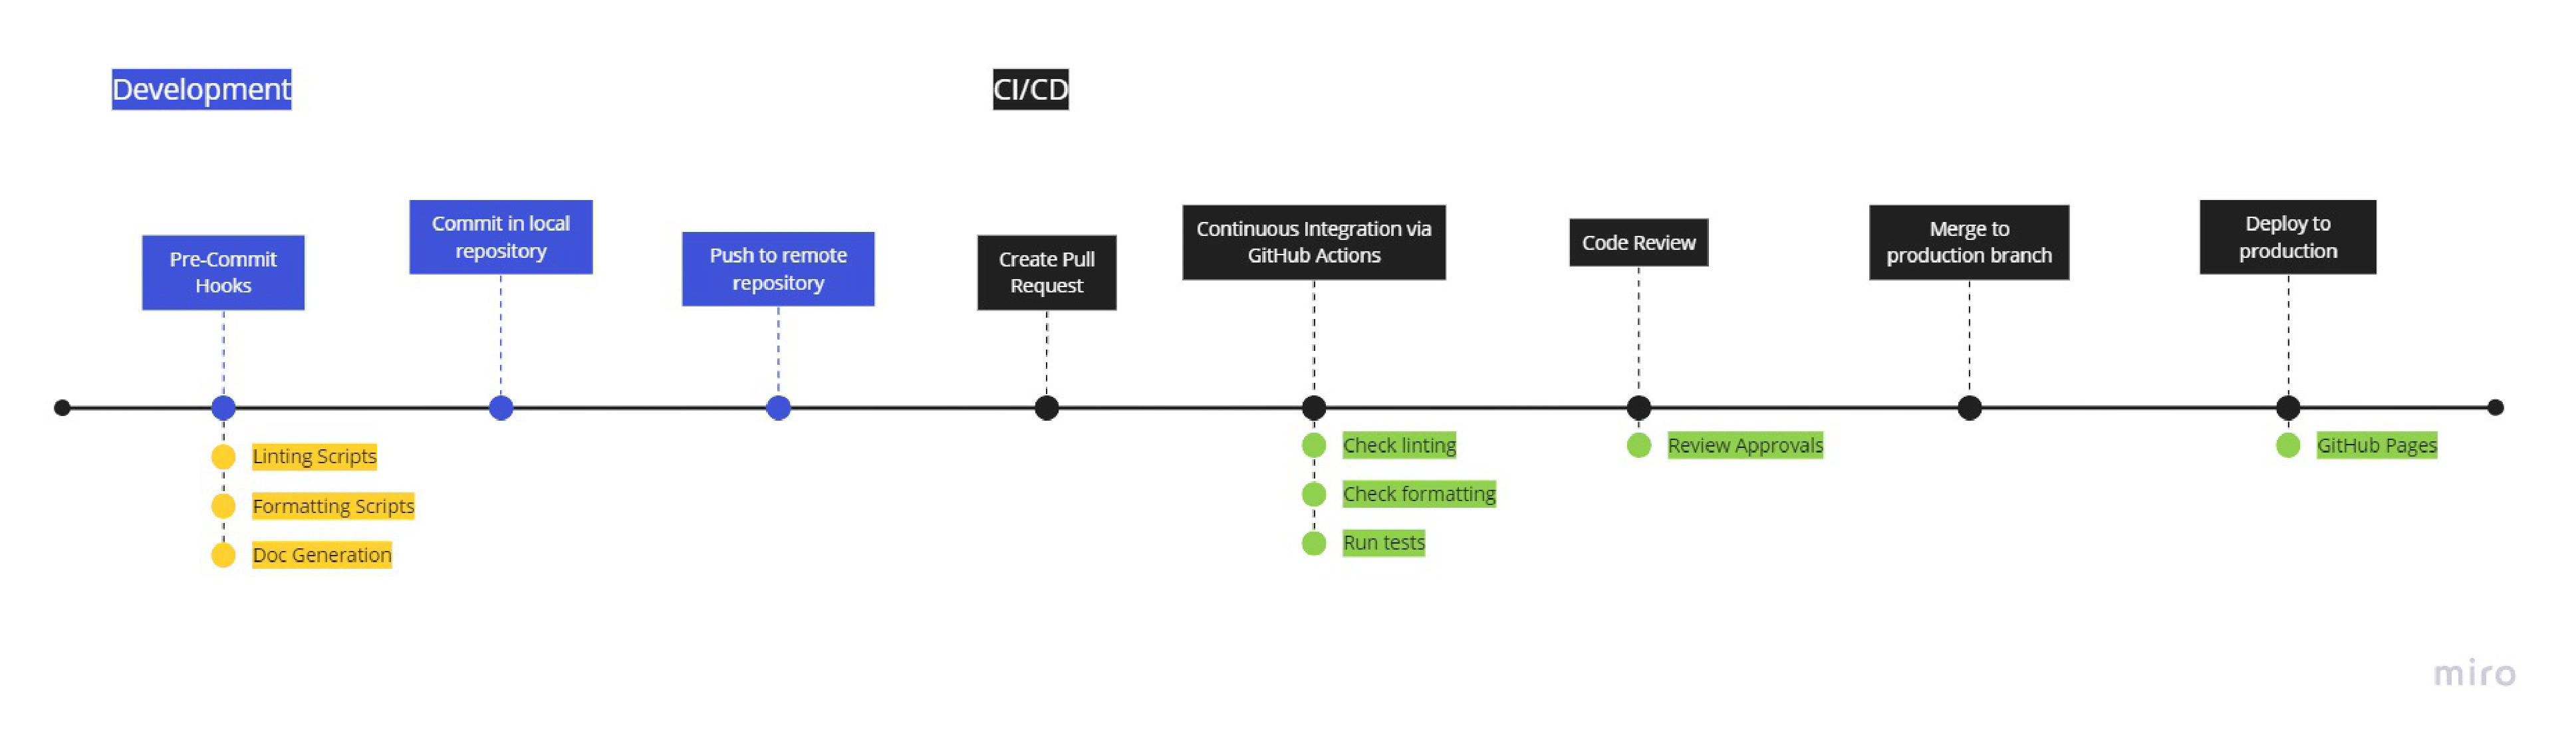 Development
CI/CD
Pre-Commit
Hooks
Commit in local
repository
Push to remote
repository
Create Pull
Request
Continuous Integration via
GitHub Actions
Code Review
Merge to
production branch
Deploy to
production
Linting Scripts
Formatting Scripts
Doc Generation
Check linting
Check formatting
Run tests
Review Approvals
GitHub Pages
miro